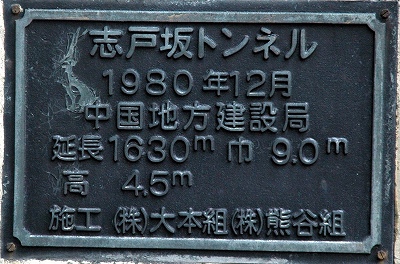 志戸坂トンネル
1980年12月
中国地方建設局
延長1630m 巾 9.0m
高 4.5m
施工 (株)大本組(株)熊谷組